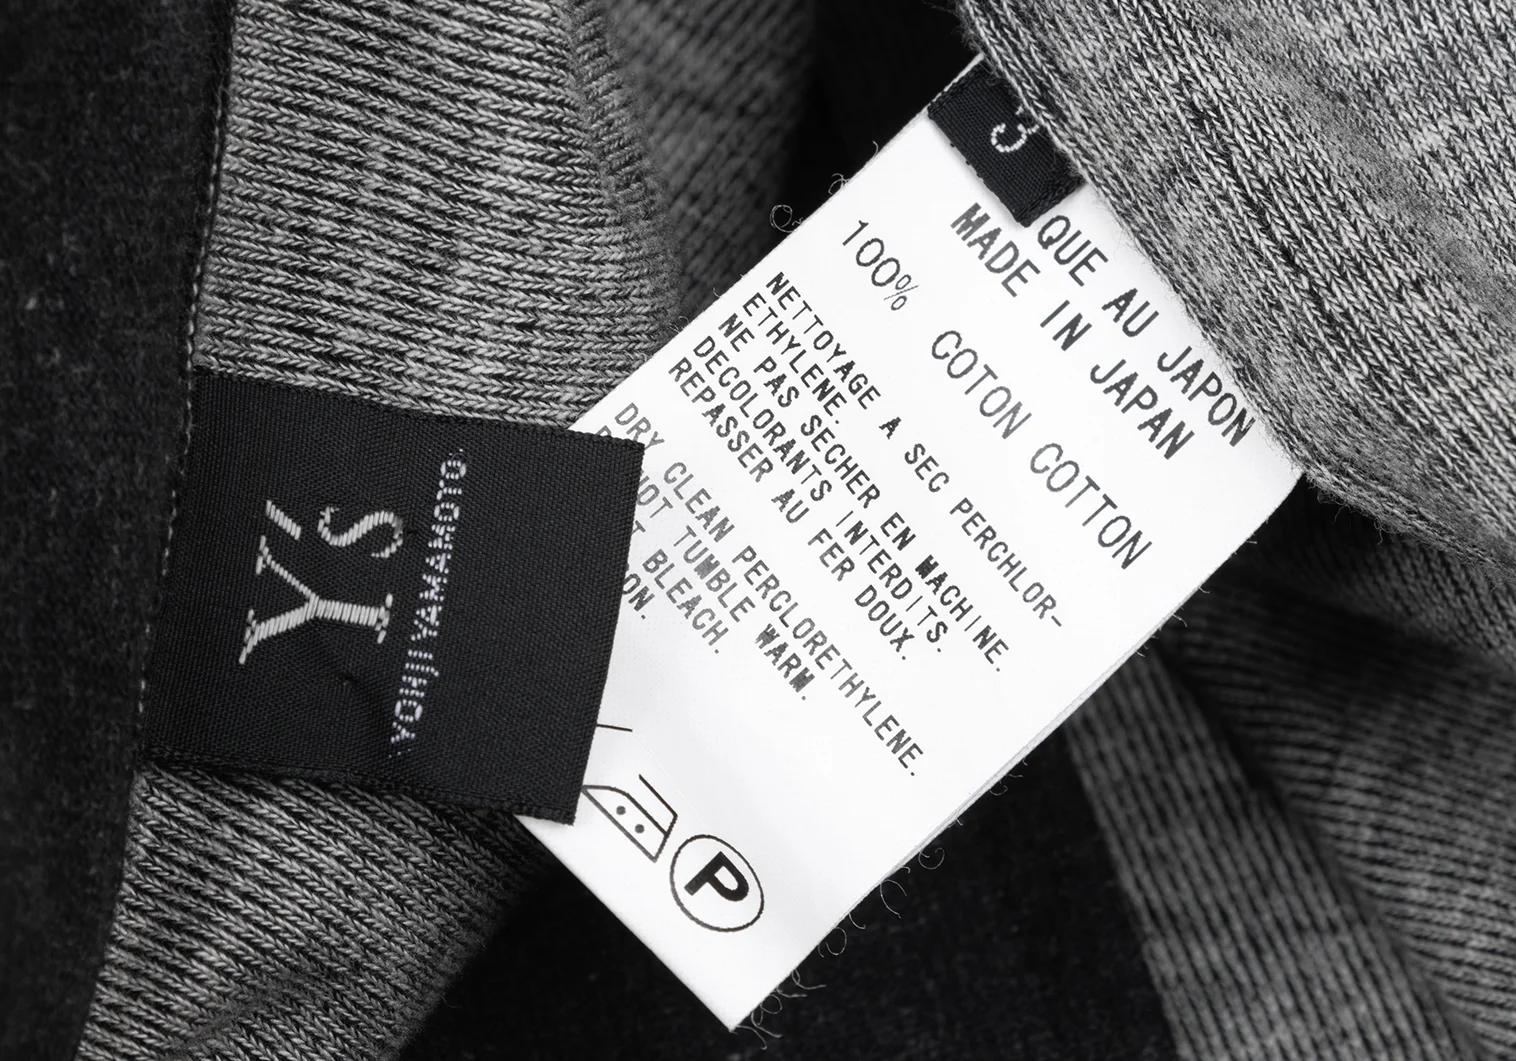 Y's
YOHJI YAMAMOTO
3
QUE AU JAPON
MADE IN JAPAN
100% COTON COTTON
NETTOYAGE A SEC PERCHLOR-
ETHYLENE.
NE PAS SECHER EN MACHINE.
DECOLORANTS INTERDITS.
REPASSER AU FER DOUX.
DRY CLEAN PERCLORETHYLENE.
NOT TUMBLE WARM.
T BLEACH.
ON.
P